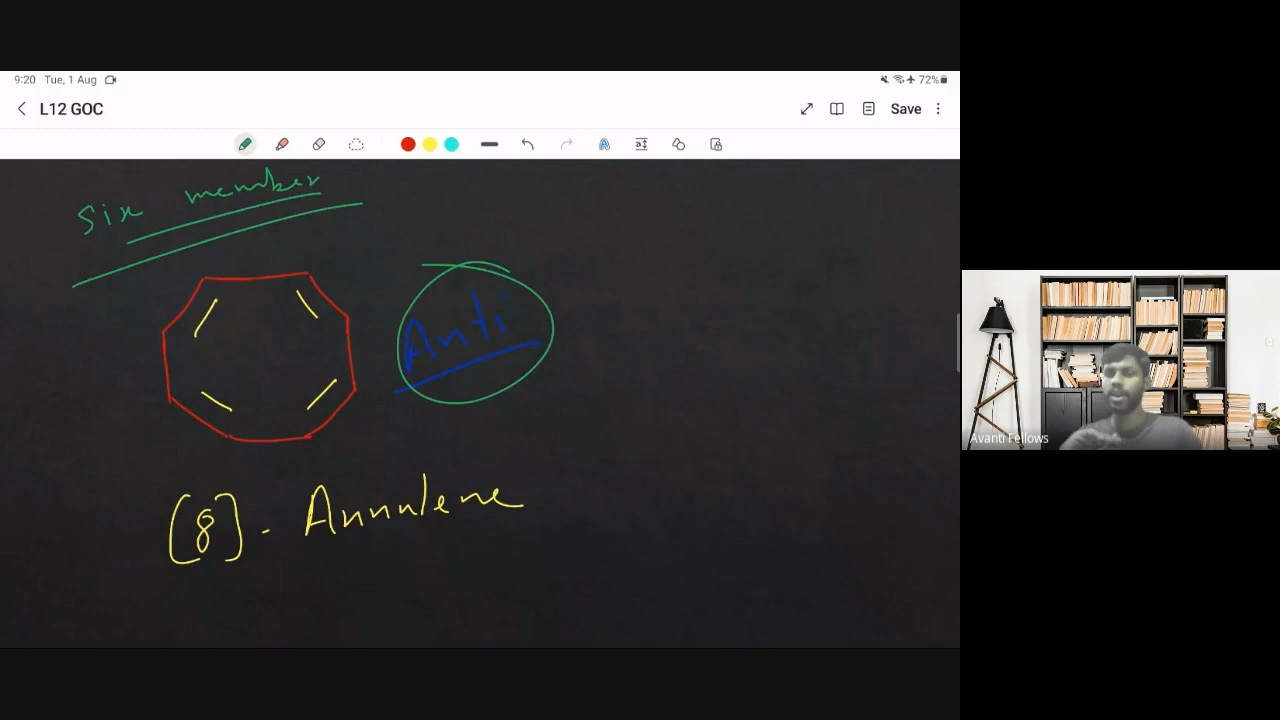 9:20 Tue, 1 Aug 72%
L12 GOC Save
six member
Anti
[8] - Annulene
Avanti Fellows